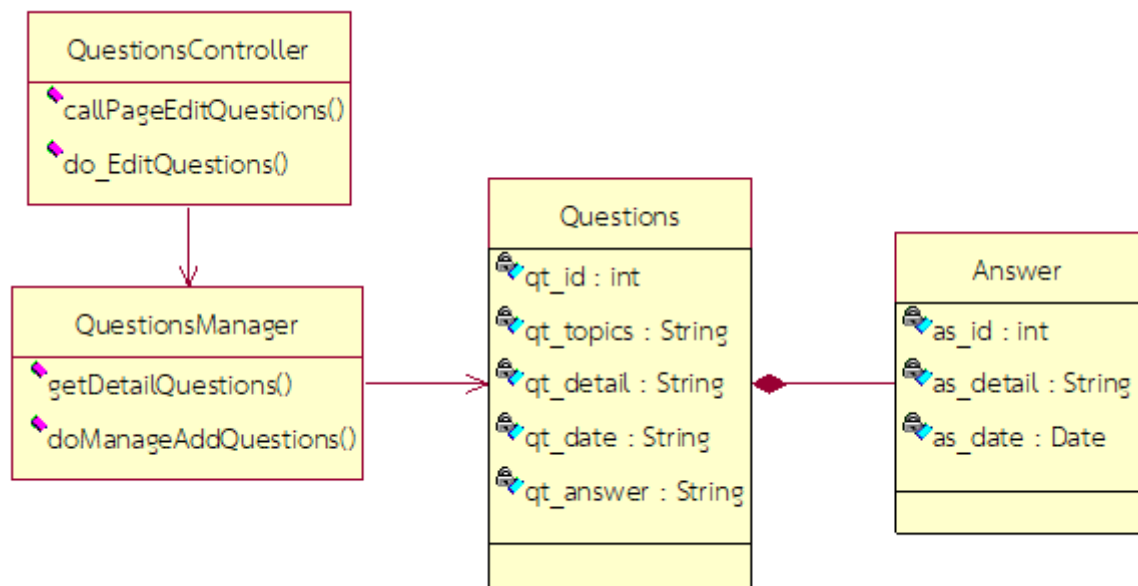 QuestionsController
callPageEditQuestions()
do_EditQuestions()
QuestionsManager
getDetailQuestions()
doManageAddQuestions()
Questions
qt_id : int
qt_topics : String
qt_detail : String
qt_date : String
qt_answer : String
Answer
as_id : int
as_detail : String
as_date : Date